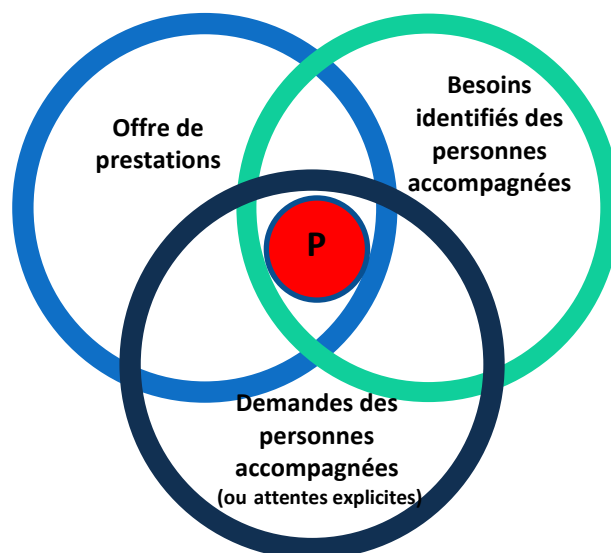 Offre de
prestations
Besoins
identifiés des
personnes
accompagnées
P
Demandes des
personnes
accompagnées
(ou attentes explicites)